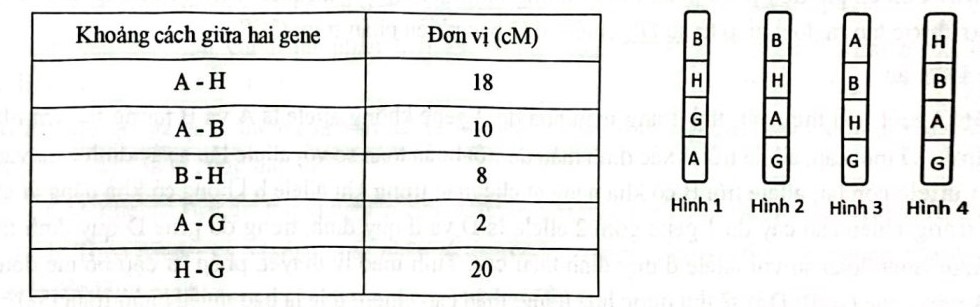 Khoảng cách giữa hai gene Đơn vị (cM)
A - H 18
A - B 10
B - H 8
A - G 2
H - G 20
B
H
G
A
Hình 1
B
H
A
G
Hình 2
A
B
H
G
Hình 3
H
B
A
G
Hình 4